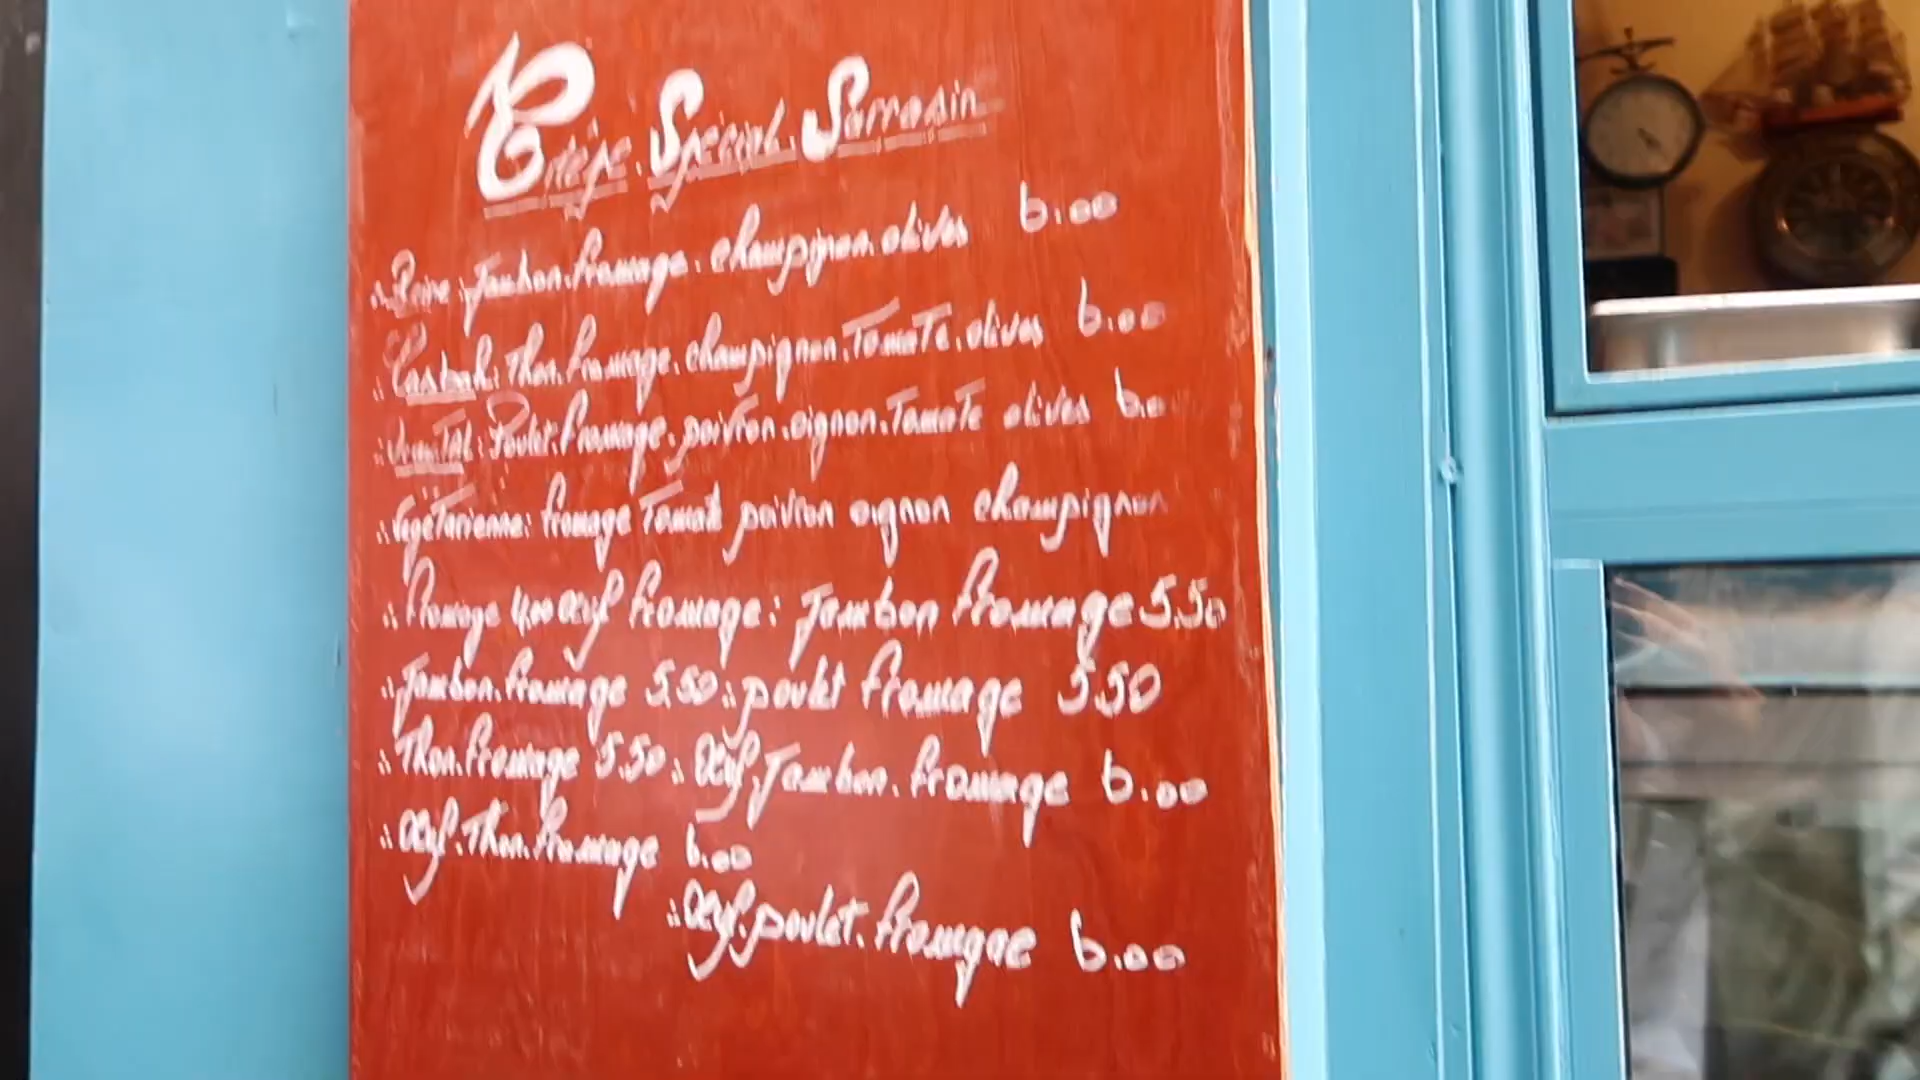 Crêpe. Spécial. Sarrasin
∴ Reine: Jambon. fromage. champignon. olives 6.00
∴ Casbah: Thon. fromage. champignon. Tomate. olives 6.00
∴ Poulet. fromage. poivron. oignon. Tomate olives 6.0
∴ Végétarienne: fromage Tomate poivron oignon champignon
∴ Fromage 4.00 Oeuf fromage: Jambon fromage 5.50
∴ Jambon. fromage 5.50 ∴ poulet fromage 5.50
∴ Thon. fromage 5.50 ∴ Oeuf. Jambon. fromage 6.00
∴ Oeuf. Thon. fromage 6.00
∴ Oeuf. poulet. fromgae 6.00